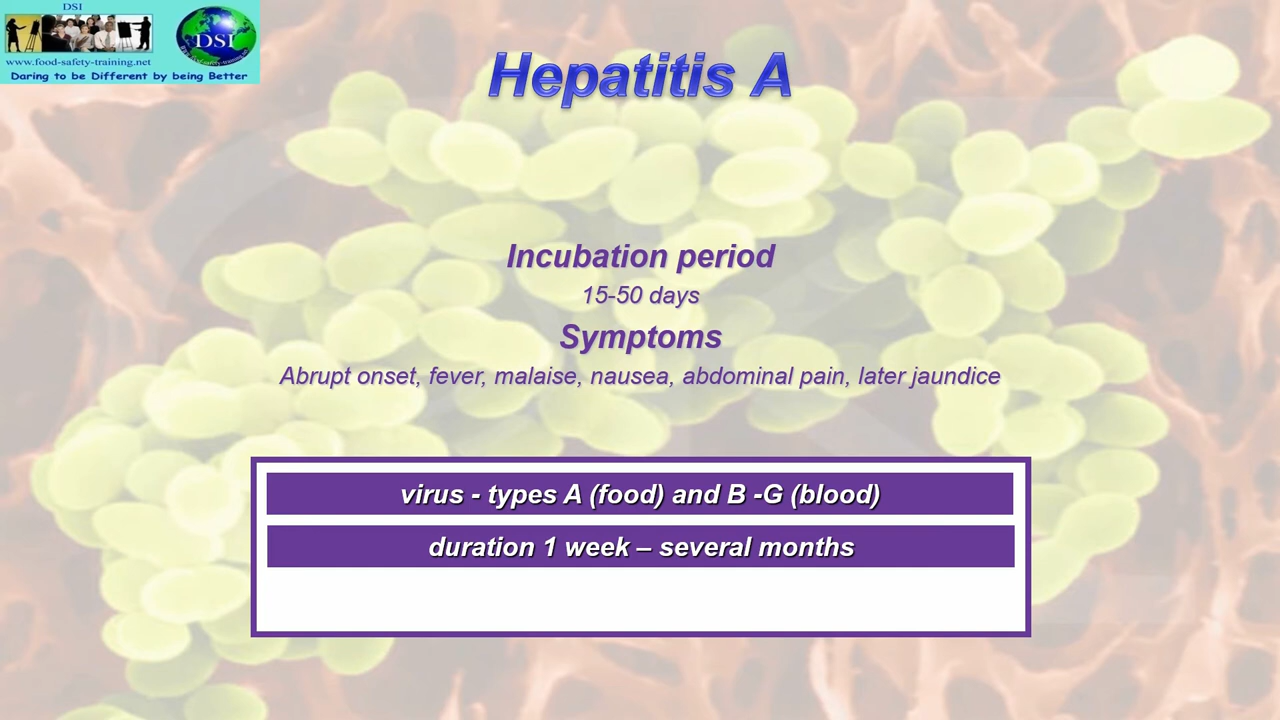 DSI
DSI
www.food-safety-training.net
Daring to be Different by being Better
Hepatitis A
Incubation period
15-50 days
Symptoms
Abrupt onset, fever, malaise, nausea, abdominal pain, later jaundice
virus - types A (food) and B -G (blood)
duration 1 week – several months